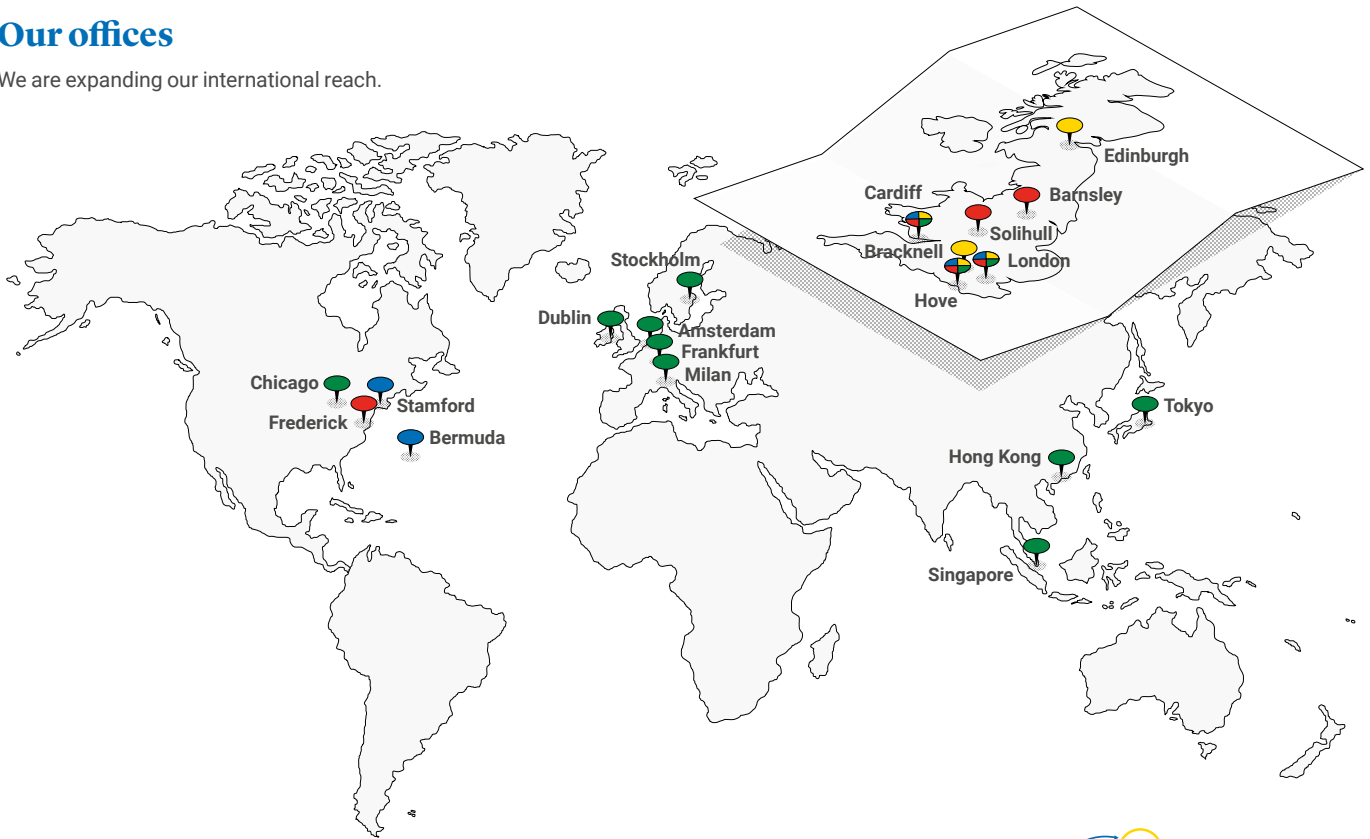 Our offices
We are expanding our international reach.
Edinburgh
Cardiff
Barnsley
Solihull
Bracknell
London
Hove
Stockholm
Dublin
Amsterdam
Frankfurt
Milan
Chicago
Stamford
Frederick
Bermuda
Tokyo
Hong Kong
Singapore